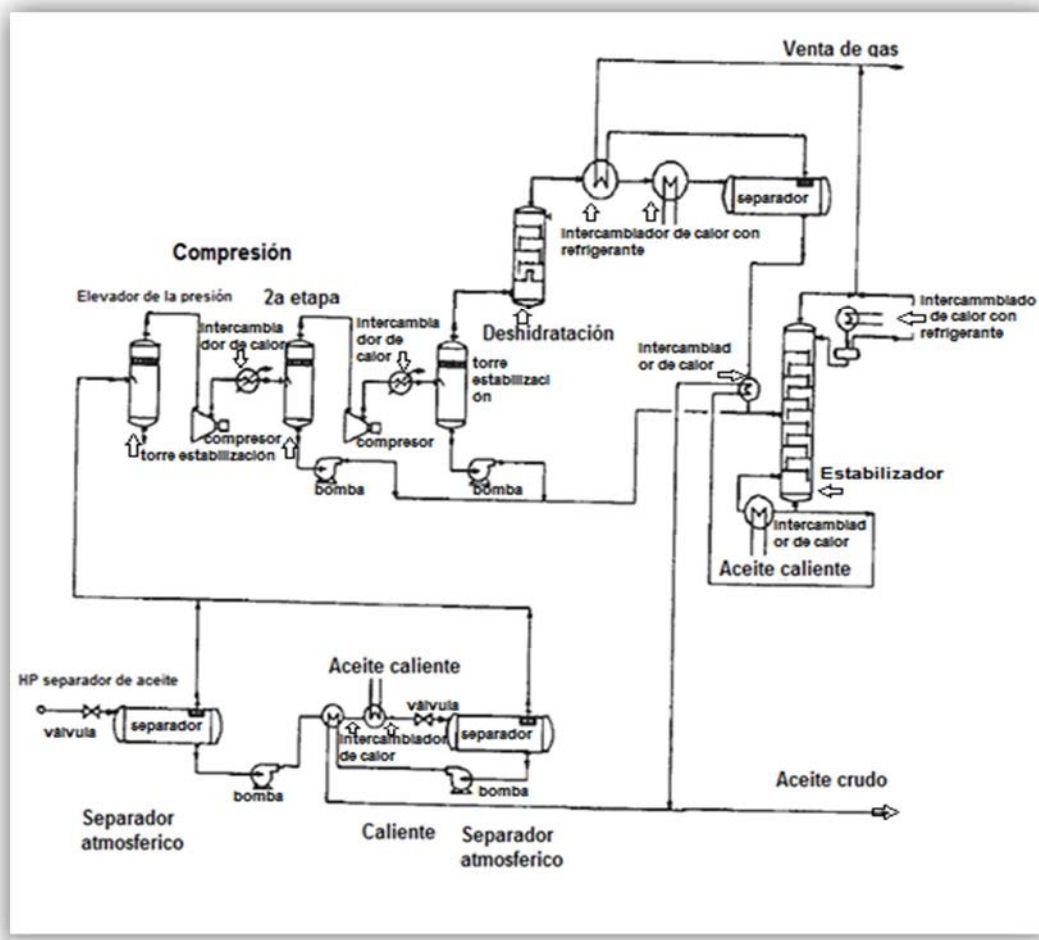 Venta de gas
separador
Intercambiador de calor con
refrigerante
Compresión
Elevador de la presión
2a etapa
Intercambia
dor de calor
Intercambia
dor de
calor
Deshidratación
torre
estabilizaci
ón
Intercammblado
de calor con
refrigerante
Intercambiad
or de calor
compresor
torre estabilización
compresor
bomba
bomba
Estabilizador
Intercambiad
or de calor
Aceite caliente
HP separador de aceite
válvula
separador
Aceite caliente
válvula
separador
Intercambiador
de calor
bomba
bomba
Separador
atmosferico
Caliente
Separador
atmosferico
Aceite crudo